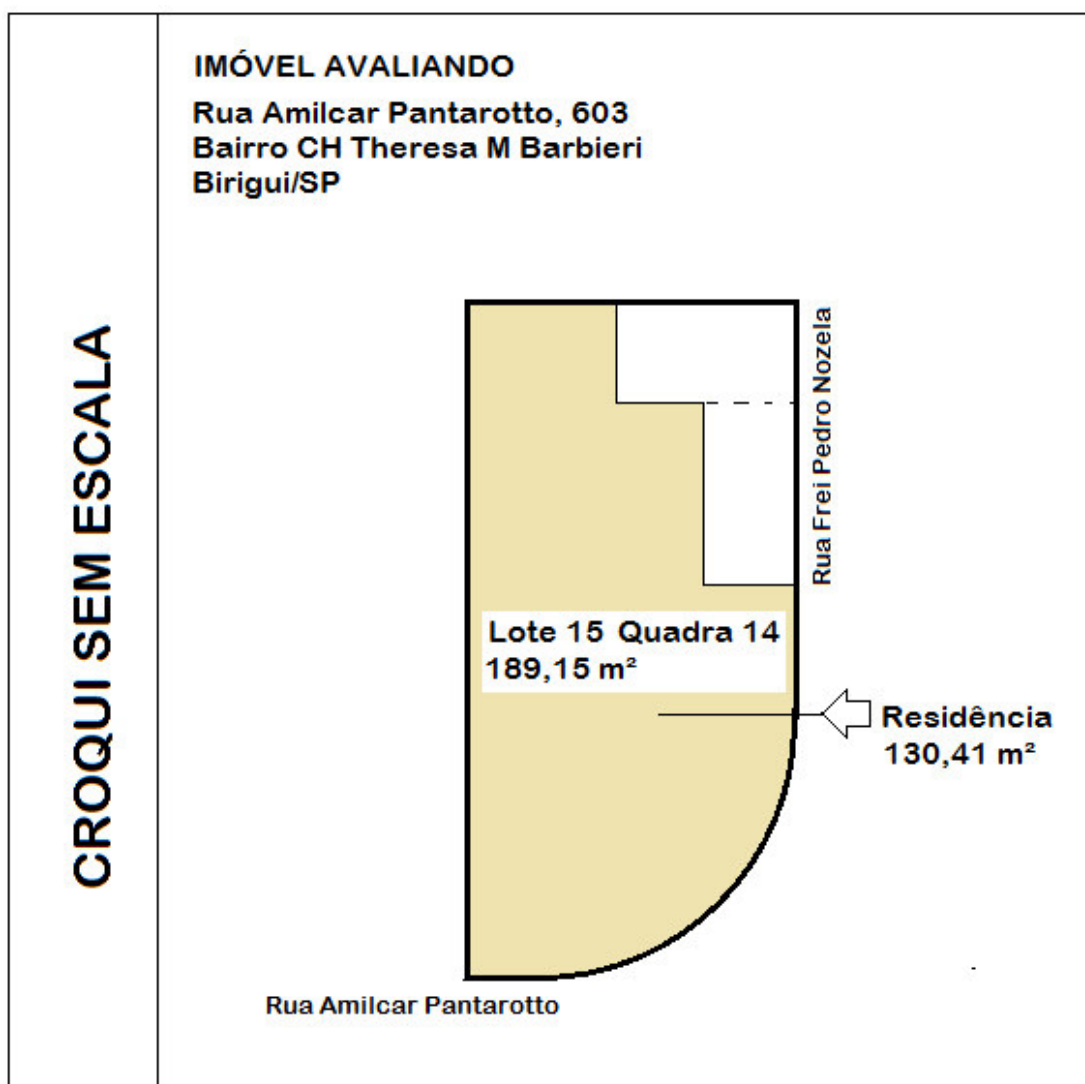 IMÓVEL AVALIANDO
Rua Amilcar Pantarotto, 603
Bairro CH Theresa M Barbieri
Birigui/SP
CROQUI SEM ESCALA
Rua Frei Pedro Nozela
Lote 15 Quadra 14
189,15 m²
Residência
130,41 m²
Rua Amilcar Pantarotto